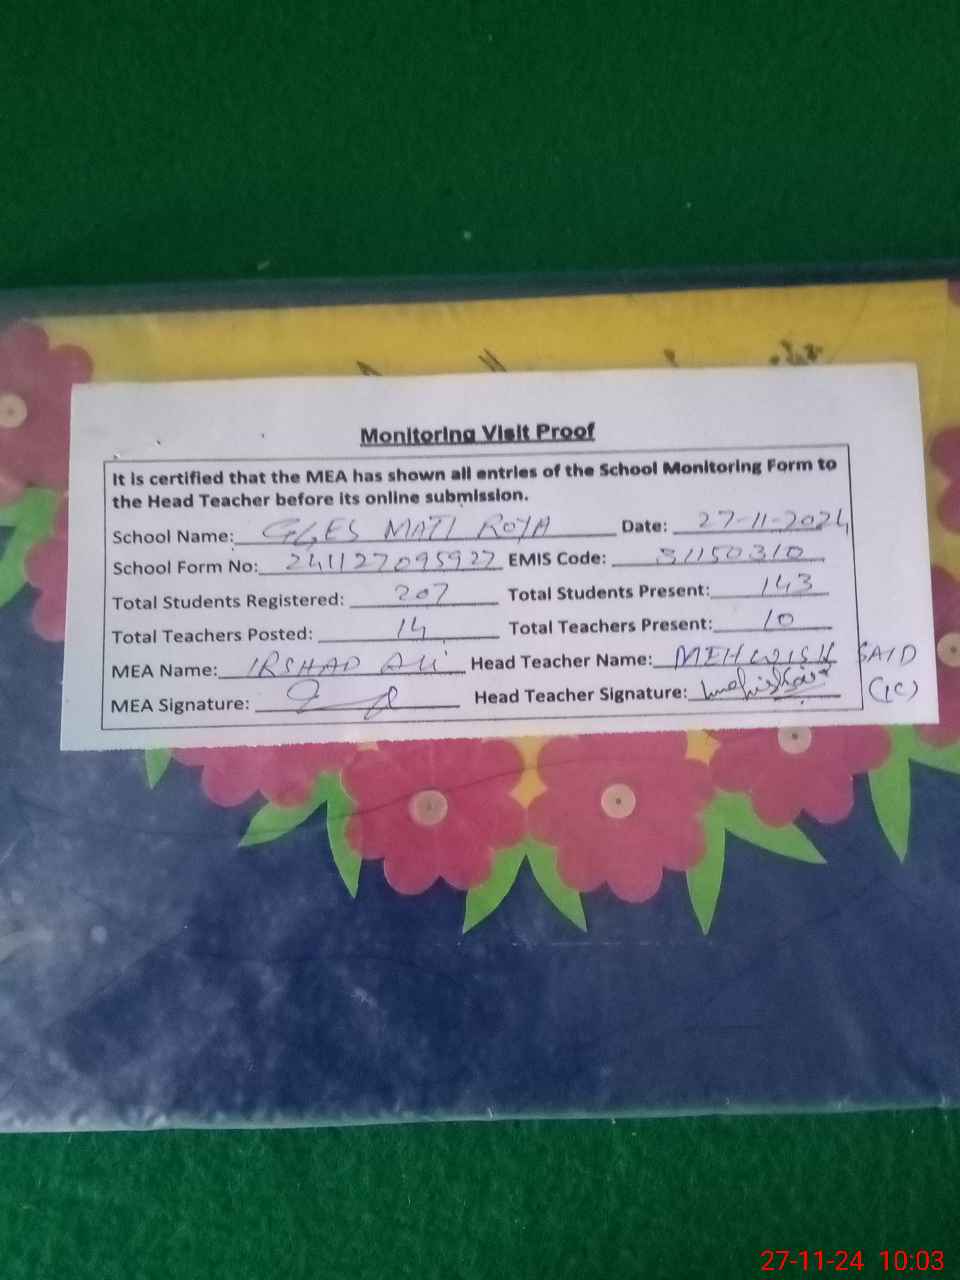 Monitoring Visit Proof
It is certified that the MEA has shown all entries of the School Monitoring Form to
the Head Teacher before its online submission.
School Name: GGES MATI ROYA Date: 27-11-2024
School Form No: 241127095927 EMIS Code: 31150310
Total Students Registered: 207 Total Students Present: 143
Total Teachers Posted: 14 Total Teachers Present: 10
MEA Name: IRSHAD ALI Head Teacher Name: MEHWISH SAID
MEA Signature: Head Teacher Signature: (IC)
27-11-24 10:03